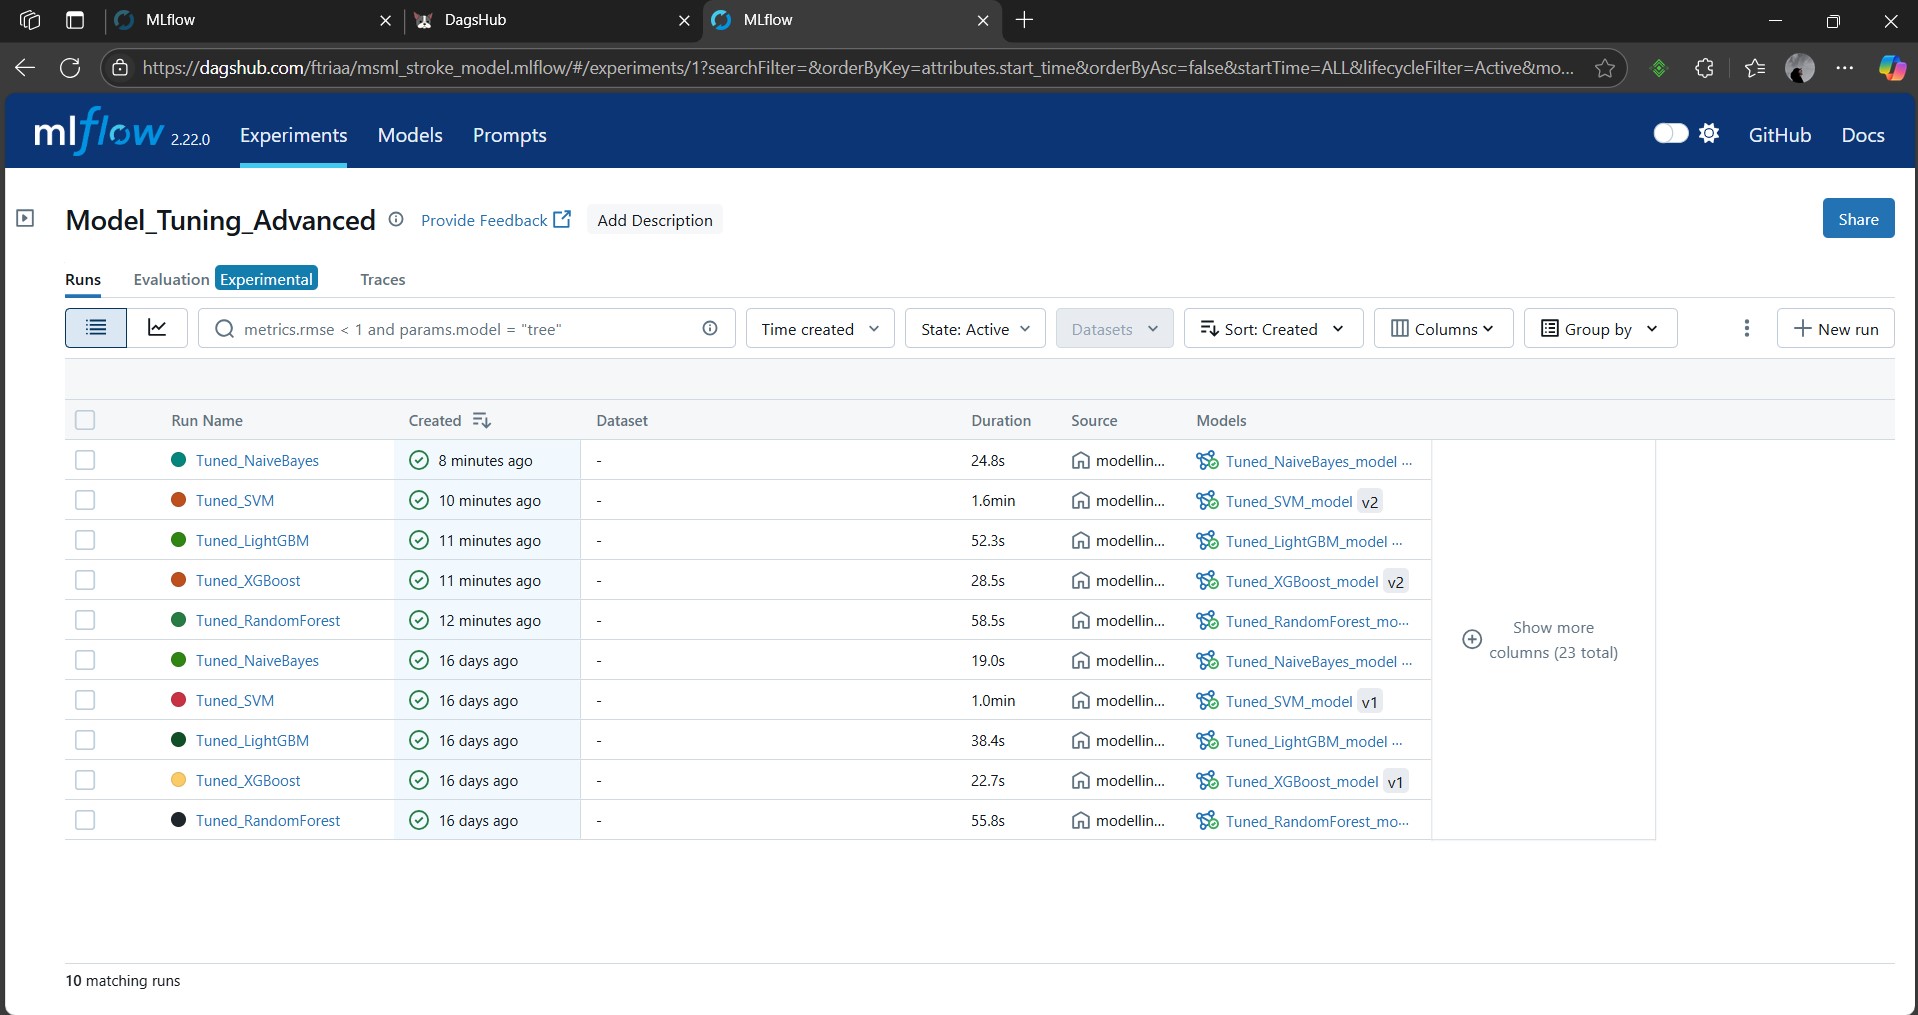 MLflow
DagsHub
MLflow
https://dagshub.com/ftriaa/msml_stroke_model.mlflow/#/experiments/1?searchFilter=&orderByKey=attributes.start_time&orderByAsc=false&startTime=ALL&lifecycleFilter=Active&mo...
mlflow 2.22.0 Experiments Models Prompts GitHub Docs
Model_Tuning_Advanced Provide Feedback Add Description Share
Runs Evaluation Experimental Traces
metrics.rmse < 1 and params.model = "tree" Time created State: Active Datasets Sort: Created Columns Group by New run
Run Name Created Dataset Duration Source Models
Tuned_NaiveBayes 8 minutes ago - 24.8s modellin... Tuned_NaiveBayes_model ...
Tuned_SVM 10 minutes ago - 1.6min modellin... Tuned_SVM_model v2
Tuned_LightGBM 11 minutes ago - 52.3s modellin... Tuned_LightGBM_model ...
Tuned_XGBoost 11 minutes ago - 28.5s modellin... Tuned_XGBoost_model v2
Tuned_RandomForest 12 minutes ago - 58.5s modellin... Tuned_RandomForest_mo...
Tuned_NaiveBayes 16 days ago - 19.0s modellin... Tuned_NaiveBayes_model ...
Tuned_SVM 16 days ago - 1.0min modellin... Tuned_SVM_model v1
Tuned_LightGBM 16 days ago - 38.4s modellin... Tuned_LightGBM_model ...
Tuned_XGBoost 16 days ago - 22.7s modellin... Tuned_XGBoost_model v1
Tuned_RandomForest 16 days ago - 55.8s modellin... Tuned_RandomForest_mo...
Show more
columns (23 total)
10 matching runs